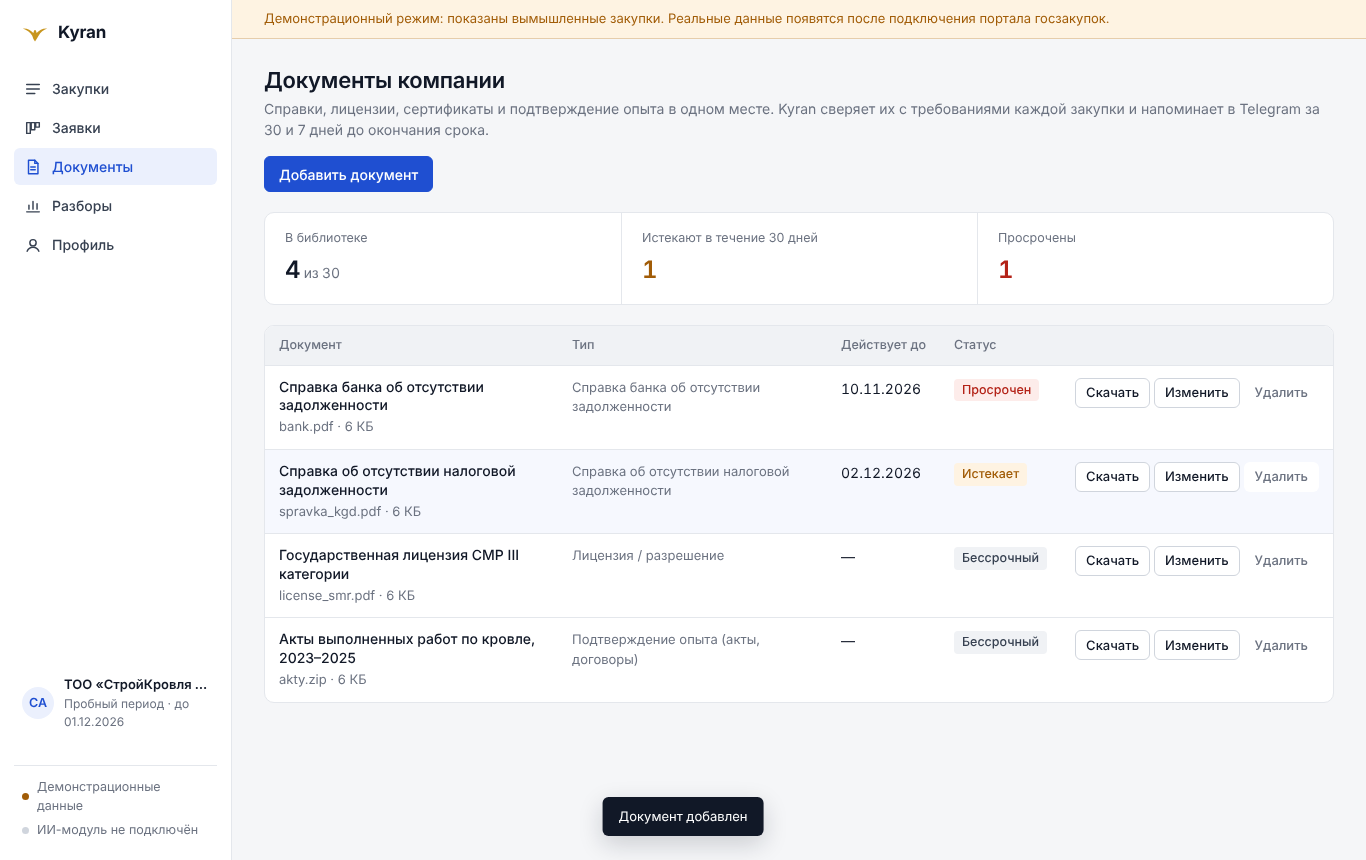 Kyran
Демонстрационный режим: показаны вымышленные закупки. Реальные данные появятся после подключения портала госзакупок.
Закупки
Заявки
Документы
Разборы
Профиль
Документы компании
Справки, лицензии, сертификаты и подтверждение опыта в одном месте. Kyran сверяет их с требованиями каждой закупки и напоминает в Telegram за
30 и 7 дней до окончания срока.
Добавить документ
В библиотеке
4 из 30
Истекают в течение 30 дней
1
Просрочены
1
Документ Тип Действует до Статус
Справка банка об отсутствии
задолженности
bank.pdf · 6 КБ
Справка банка об отсутствии
задолженности
10.11.2026
Просрочен
Скачать Изменить Удалить
Справка об отсутствии налоговой
задолженности
spravka_kgd.pdf · 6 КБ
Справка об отсутствии налоговой
задолженности
02.12.2026
Истекает
Скачать Изменить Удалить
Государственная лицензия СМР III
категории
license_smr.pdf · 6 КБ
Лицензия / разрешение
—
Бессрочный
Скачать Изменить Удалить
Акты выполненных работ по кровле,
2023–2025
akty.zip · 6 КБ
Подтверждение опыта (акты,
договоры)
—
Бессрочный
Скачать Изменить Удалить
СА
ТОО «СтройКровля ...
Пробный период · до
01.12.2026
Демонстрационные
данные
ИИ-модуль не подключён
Документ добавлен